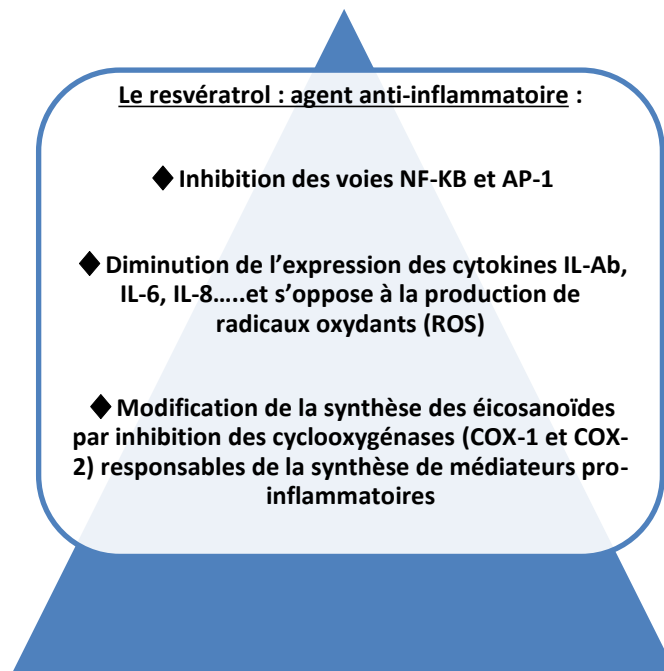 Le resvératrol : agent anti-inflammatoire :
♦ Inhibition des voies NF-KB et AP-1
♦ Diminution de l’expression des cytokines IL-Ab,
IL-6, IL-8…..et s’oppose à la production de
radicaux oxydants (ROS)
♦ Modification de la synthèse des éicosanoïdes
par inhibition des cyclooxygénases (COX-1 et COX-
2) responsables de la synthèse de médiateurs pro-
inflammatoires